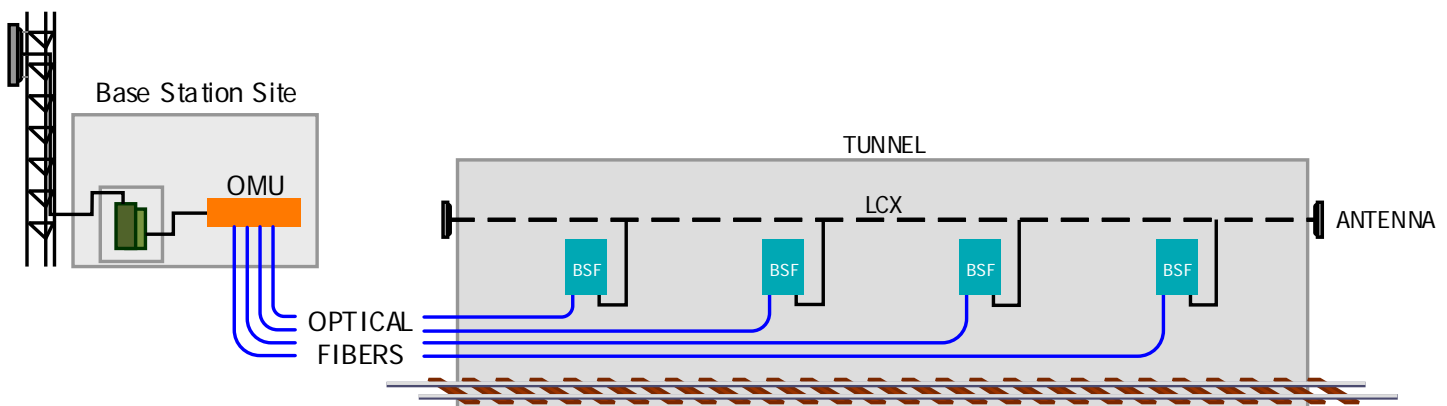 Base Station Site
OMU
TUNNEL
LCX
ANTENNA
BSF
BSF
BSF
BSF
OPTICAL
FIBERS